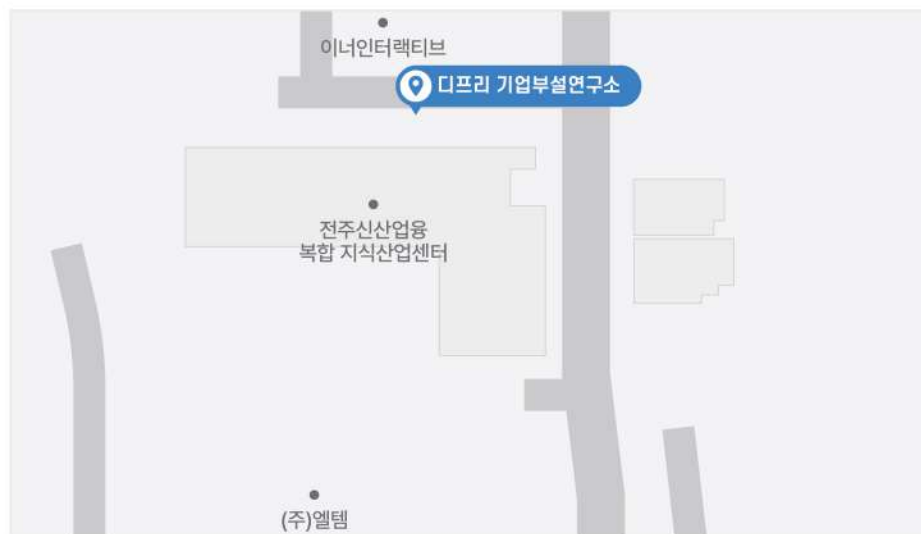 이너인터랙티브
디프리 기업부설연구소
전주신산업융
복합 지식산업센터
(주)엘템